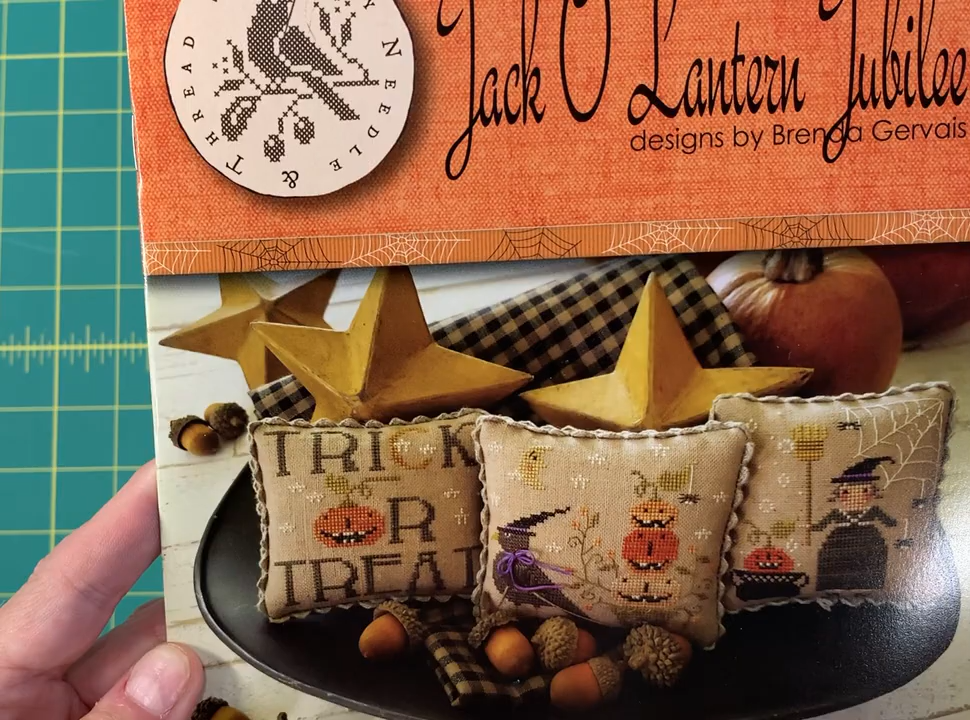 THREAD & NEEDLE
Jack O Lantern Jubilee
designs by Brenda Gervais
TRICK
OR
TREAT